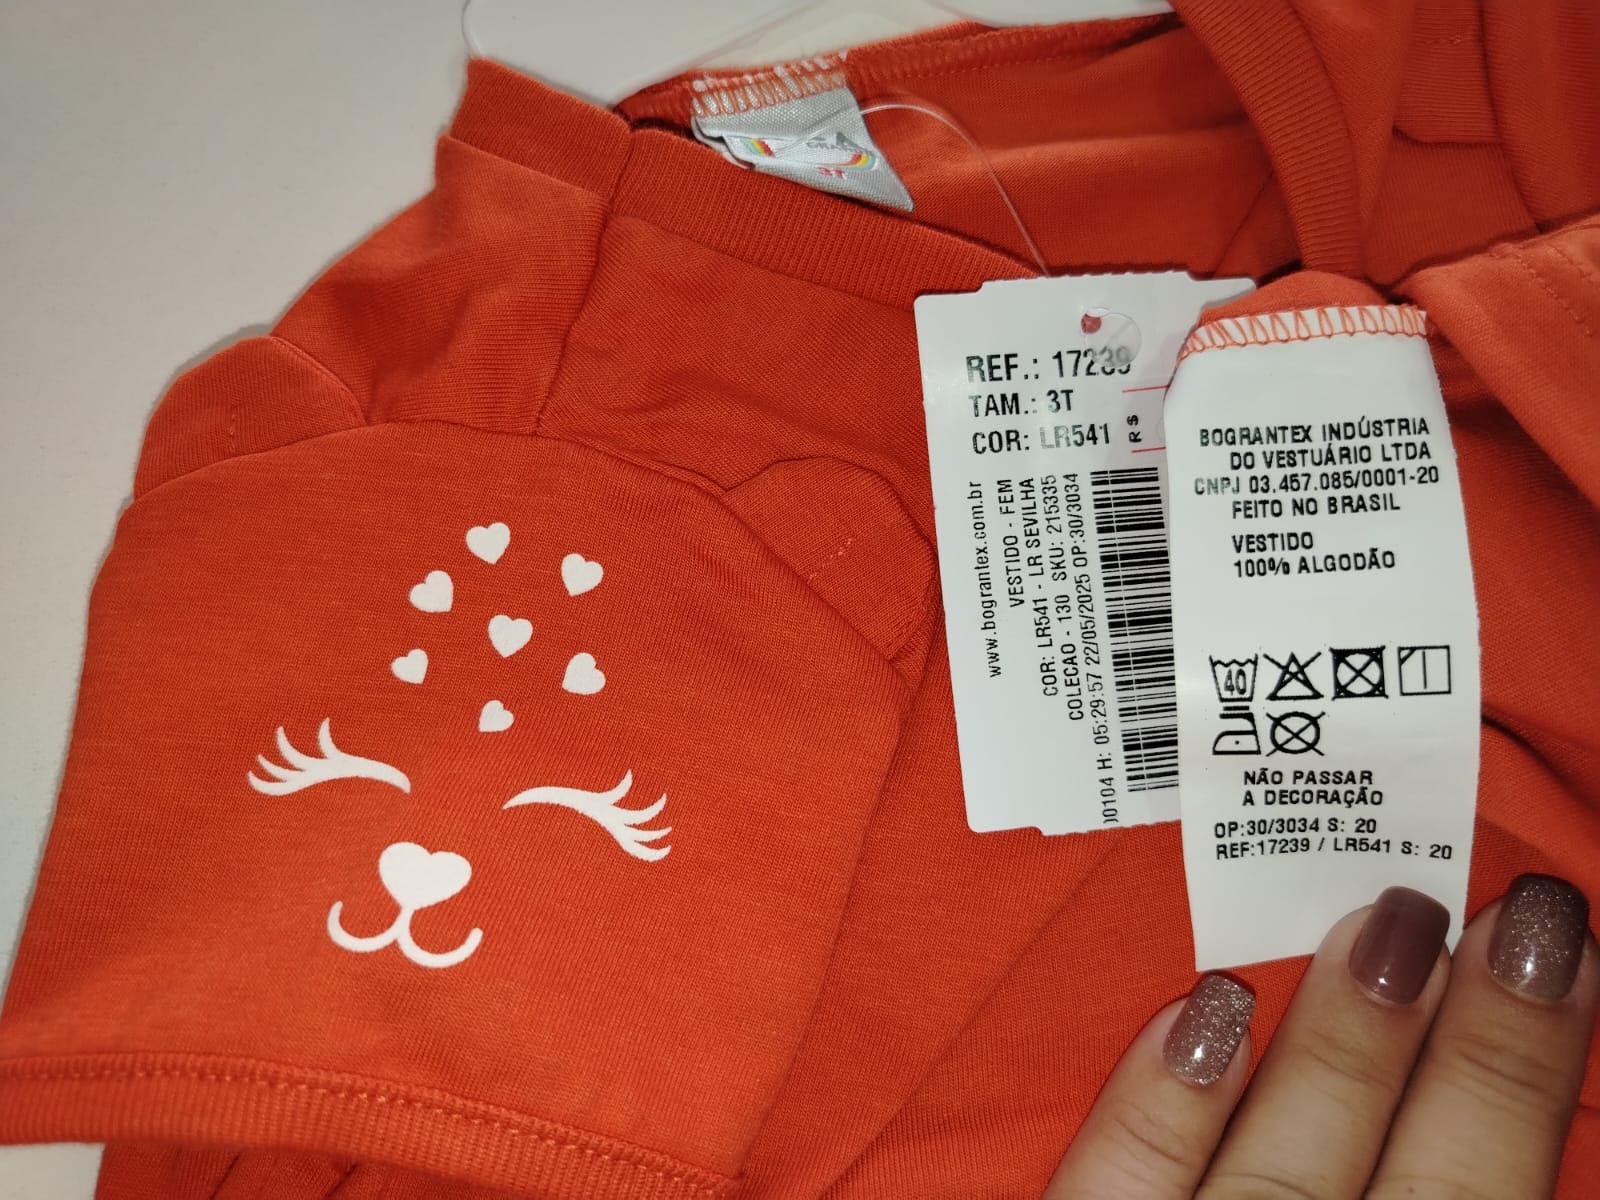 3T
REF.: 17239
TAM.: 3T
COR: LR541
R$
www.bograntex.com.br
VESTIDO - FEM
COR: LR541 - LR SEVILHA
COLECAO - 130 SKU: 215335
H: 05:29:57 22/05/2025 OP:30/3034
BOGRANTEX INDÚSTRIA
DO VESTUÁRIO LTDA
CNPJ 03.457.085/0001-20
FEITO NO BRASIL
VESTIDO
100% ALGODÃO
40
NÃO PASSAR
A DECORAÇÃO
OP:30/3034 S: 20
REF:17239 / LR541 S: 20